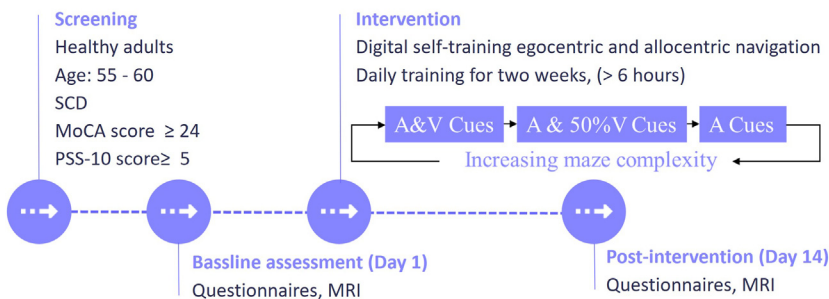 Screening
Healthy adults
Age: 55 - 60
SCD
MoCA score ≥ 24
PSS-10 score≥ 5
Intervention
Digital self-training egocentric and allocentric navigation
Daily training for two weeks, (> 6 hours)
A&V Cues
A & 50%V Cues
A Cues
Increasing maze complexity
Bassline assessment (Day 1)
Questionnaires, MRI
Post-intervention (Day 14)
Questionnaires, MRI